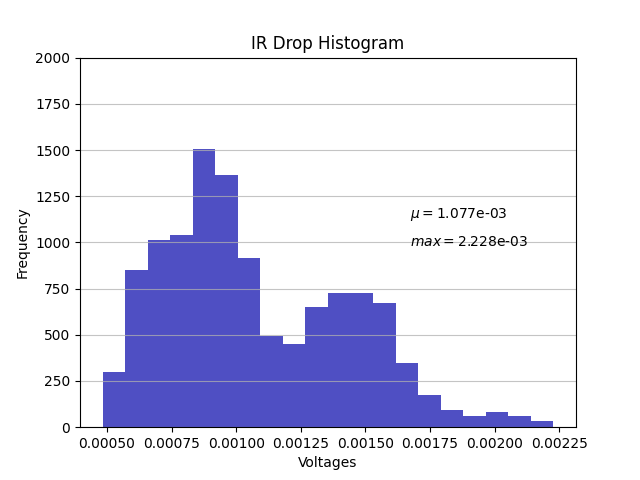 IR Drop Histogram
2000
1750
1500
1250
1000
750
500
250
0
Frequency
μ = 1.077e-03
max = 2.228e-03
0.00050 0.00075 0.00100 0.00125 0.00150 0.00175 0.00200 0.00225
Voltages